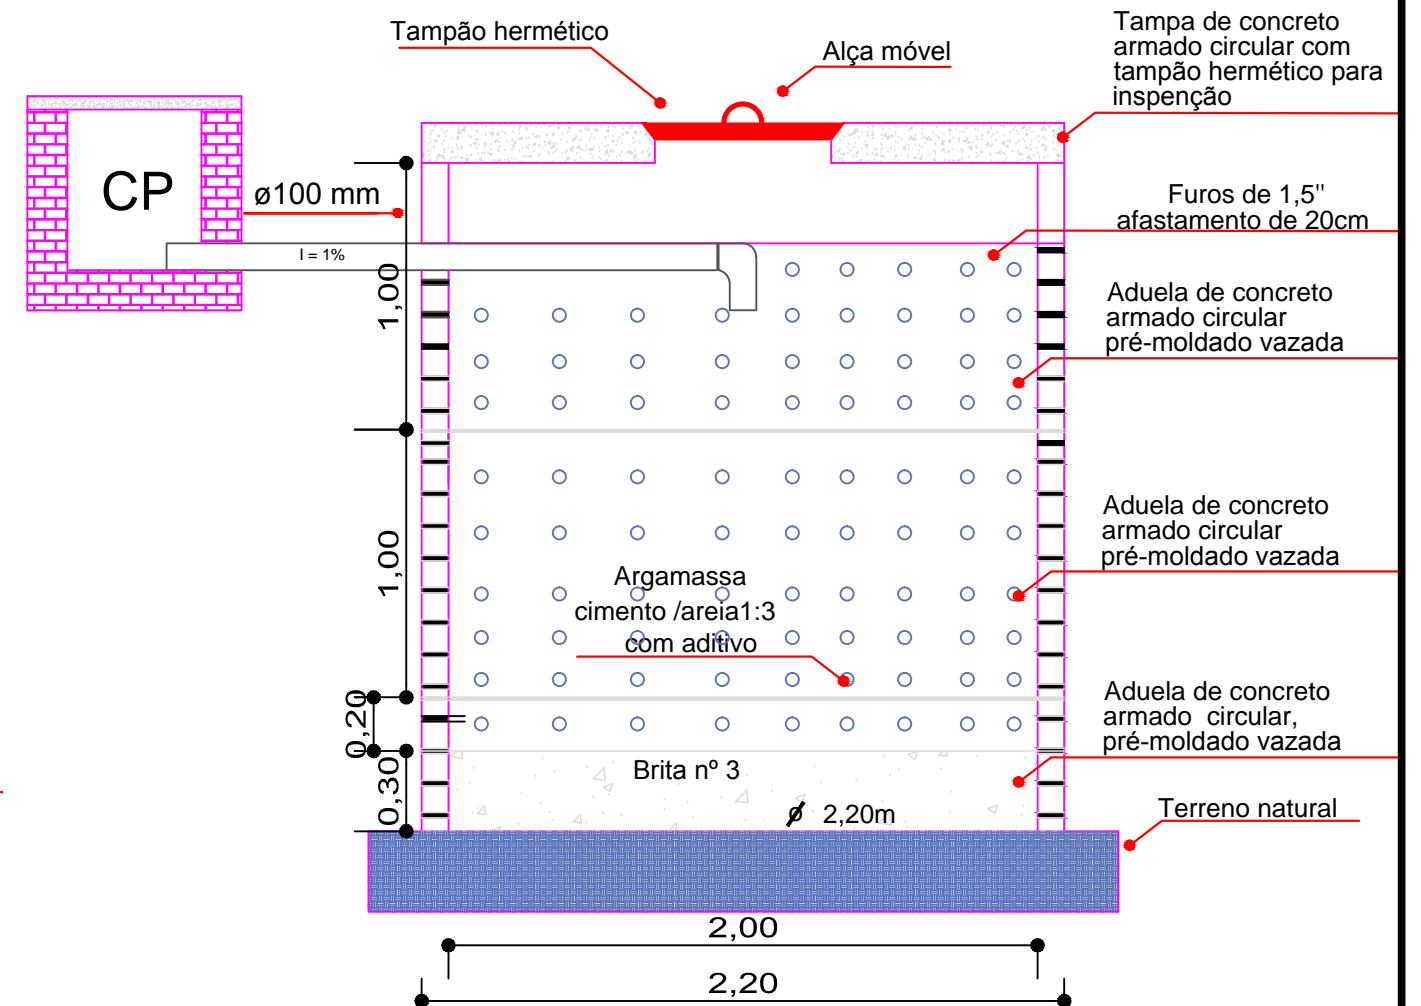 Tampão hermético
Alça móvel
Tampa de concreto
armado circular com
tampão hermético para
inspenção
CP
ø100 mm
I = 1%
Furos de 1,5"
afastamento de 20cm
1,00
Aduela de concreto
armado circular
pré-moldado vazada
1,00
Argamassa
cimento /areia1:3
com aditivo
Aduela de concreto
armado circular
pré-moldado vazada
0,20
Aduela de concreto
armado circular,
pré-moldado vazada
0,30
Brita nº 3
ø 2,20m
Terreno natural
2,00
2,20